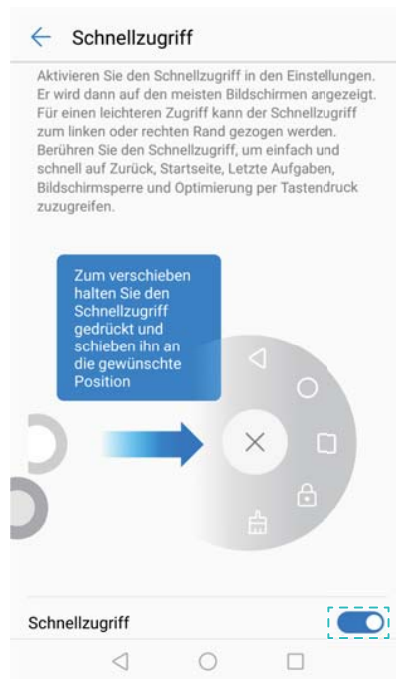 Schnellzugriff
Aktivieren Sie den Schnellzugriff in den Einstellungen.
Er wird dann auf den meisten Bildschirmen angezeigt.
Für einen leichteren Zugriff kann der Schnellzugriff
zum linken oder rechten Rand gezogen werden.
Berühren Sie den Schnellzugriff, um einfach und
schnell auf Zurück, Startseite, Letzte Aufgaben,
Bildschirmsperre und Optimierung per Tastendruck
zuzugreifen.
Zum verschieben
halten Sie den
Schnellzugriff
gedrückt und
schieben ihn an
die gewünschte
Position
Schnellzugriff